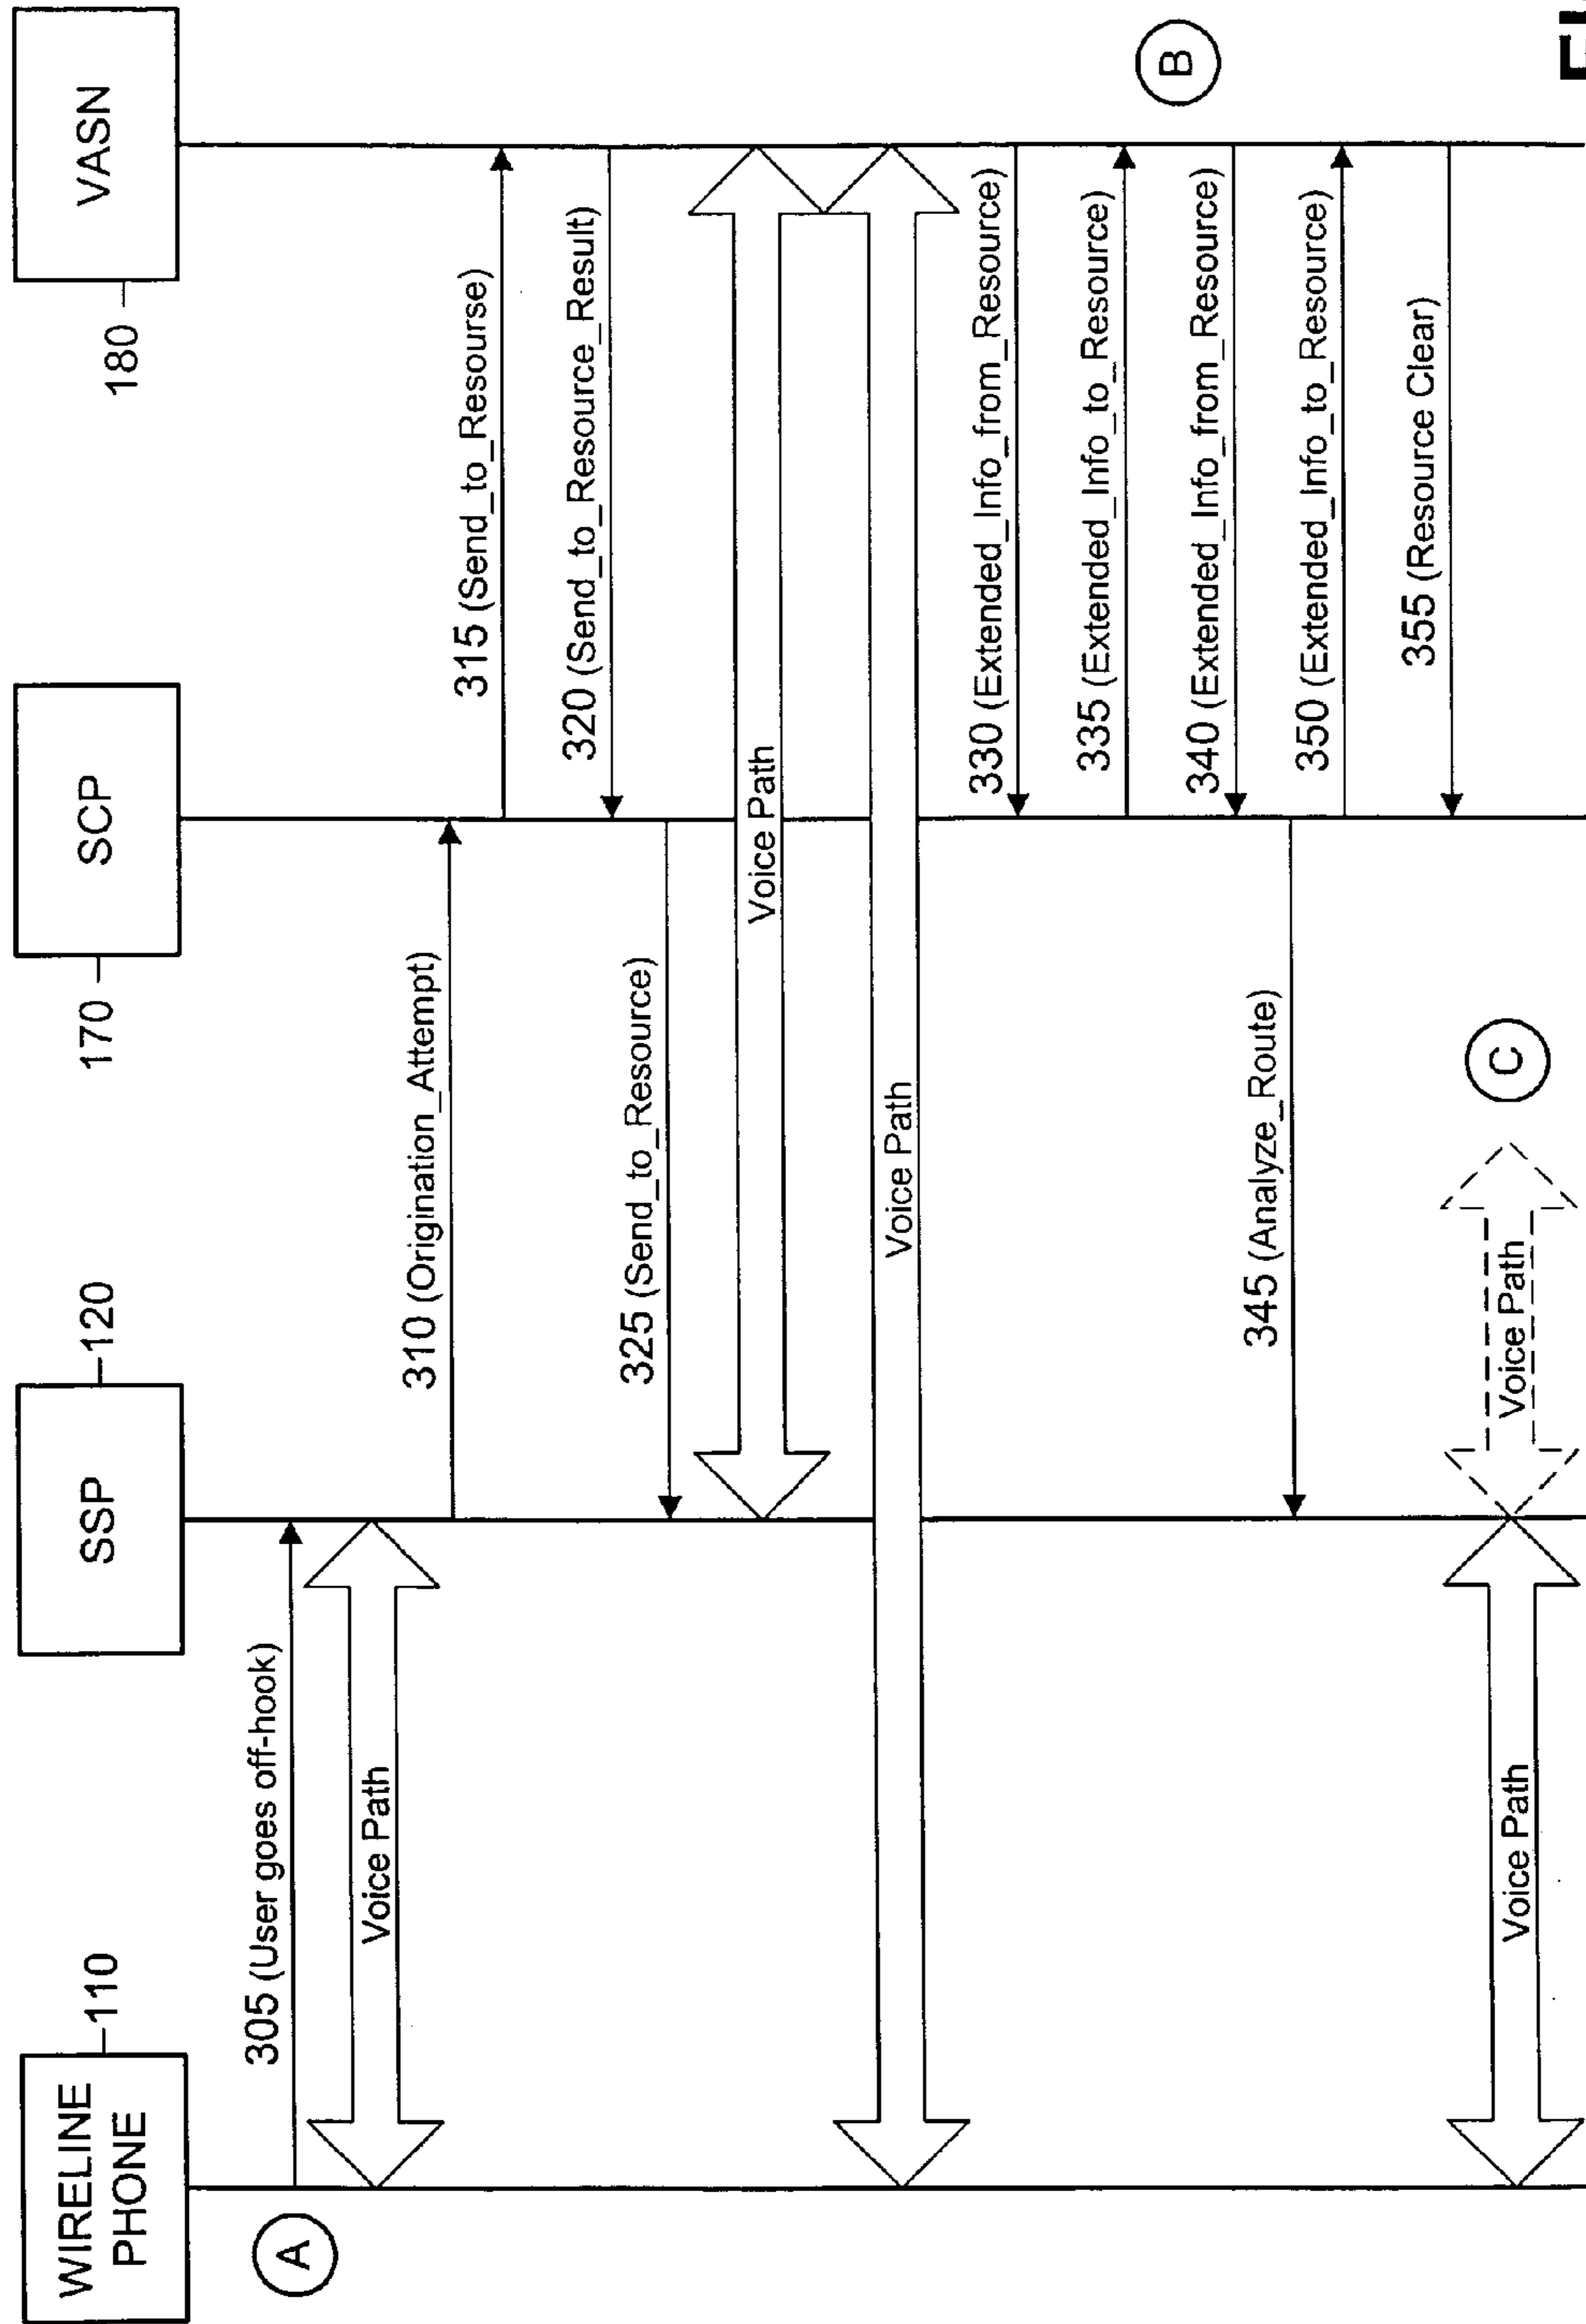 WIRELINE
PHONE
110
SSP
120
SCP
170
VASN
180
A
305 (User goes off-hook)
Voice Path
310 (Origination_Attempt)
315 (Send_to_Resourse)
320 (Send_to_Resource_Result)
325 (Send_to_Resource)
Voice Path
Voice Path
330 (Extended_Info_from_Resource)
335 (Extended_Info_to_Resource)
B
340 (Extended_Info_from_Resource)
345 (Analyze_Route)
350 (Extended_Info_to_Resource)
355 (Resource Clear)
Voice Path
Voice Path
C